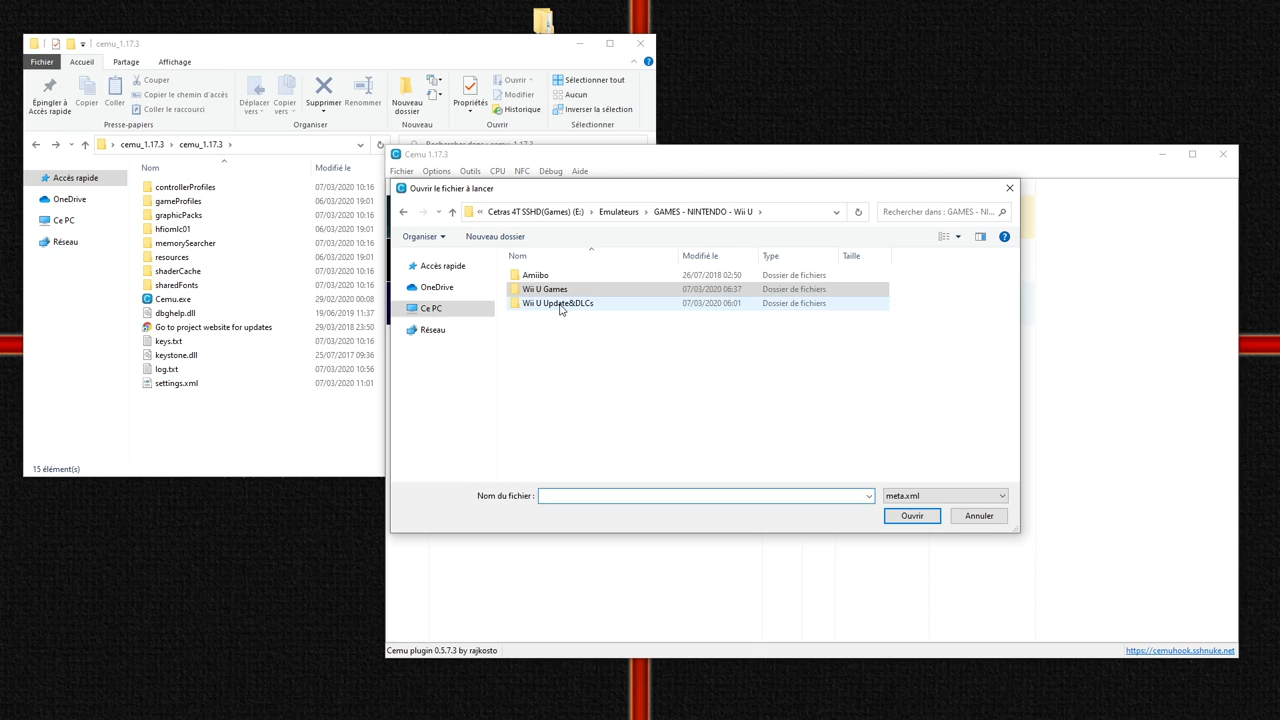 cemu_1.17.3
Fichier Accueil Partage Affichage
Épingler à Accès rapide
Copier
Coller
Couper
Copier le chemin d'accès
Coller le raccourci
Presse-papiers
Déplacer vers
Copier vers
Supprimer
Renommer
Organiser
Nouveau dossier
Nouveau
Propriétés
Ouvrir
Modifier
Historique
Ouvrir
Sélectionner tout
Aucun
Inverser la sélection
Sélectionner
cemu_1.17.3 > cemu_1.17.3 >
Nom Modifié le
Accès rapide
OneDrive
Ce PC
Réseau
controllerProfiles 07/03/2020 10:16
gameProfiles 06/03/2020 19:01
graphicPacks 07/03/2020 10:16
hfiomlc01 06/03/2020 19:01
memorySearcher 07/03/2020 10:16
resources 06/03/2020 19:01
shaderCache 07/03/2020 10:16
sharedFonts 07/03/2020 10:16
Cemu.exe 29/02/2020 00:08
dbghelp.dll 19/06/2019 11:37
Go to project website for updates 29/03/2018 23:50
keys.txt 07/03/2020 10:16
keystone.dll 25/07/2017 09:36
log.txt 07/03/2020 10:56
settings.xml 07/03/2020 11:01
15 élément(s)
Cemu 1.17.3
Fichier Options Outils CPU NFC Débug Aide
Ouvrir le fichier à lancer
« Cetras 4T SSHD(Games) (E:) > Emulateurs > GAMES - NINTENDO - Wii U >
Rechercher dans : GAMES - NI...
Organiser Nouveau dossier
Nom Modifié le Type Taille
Accès rapide
OneDrive
Ce PC
Réseau
Amiibo 26/07/2018 02:50 Dossier de fichiers
Wii U Games 07/03/2020 06:37 Dossier de fichiers
Wii U Update&DLCs 07/03/2020 06:01 Dossier de fichiers
Nom du fichier : meta.xml
Ouvrir Annuler
Cemu plugin 0.5.7.3 by rajkosto
https://cemuhook.sshnuke.net